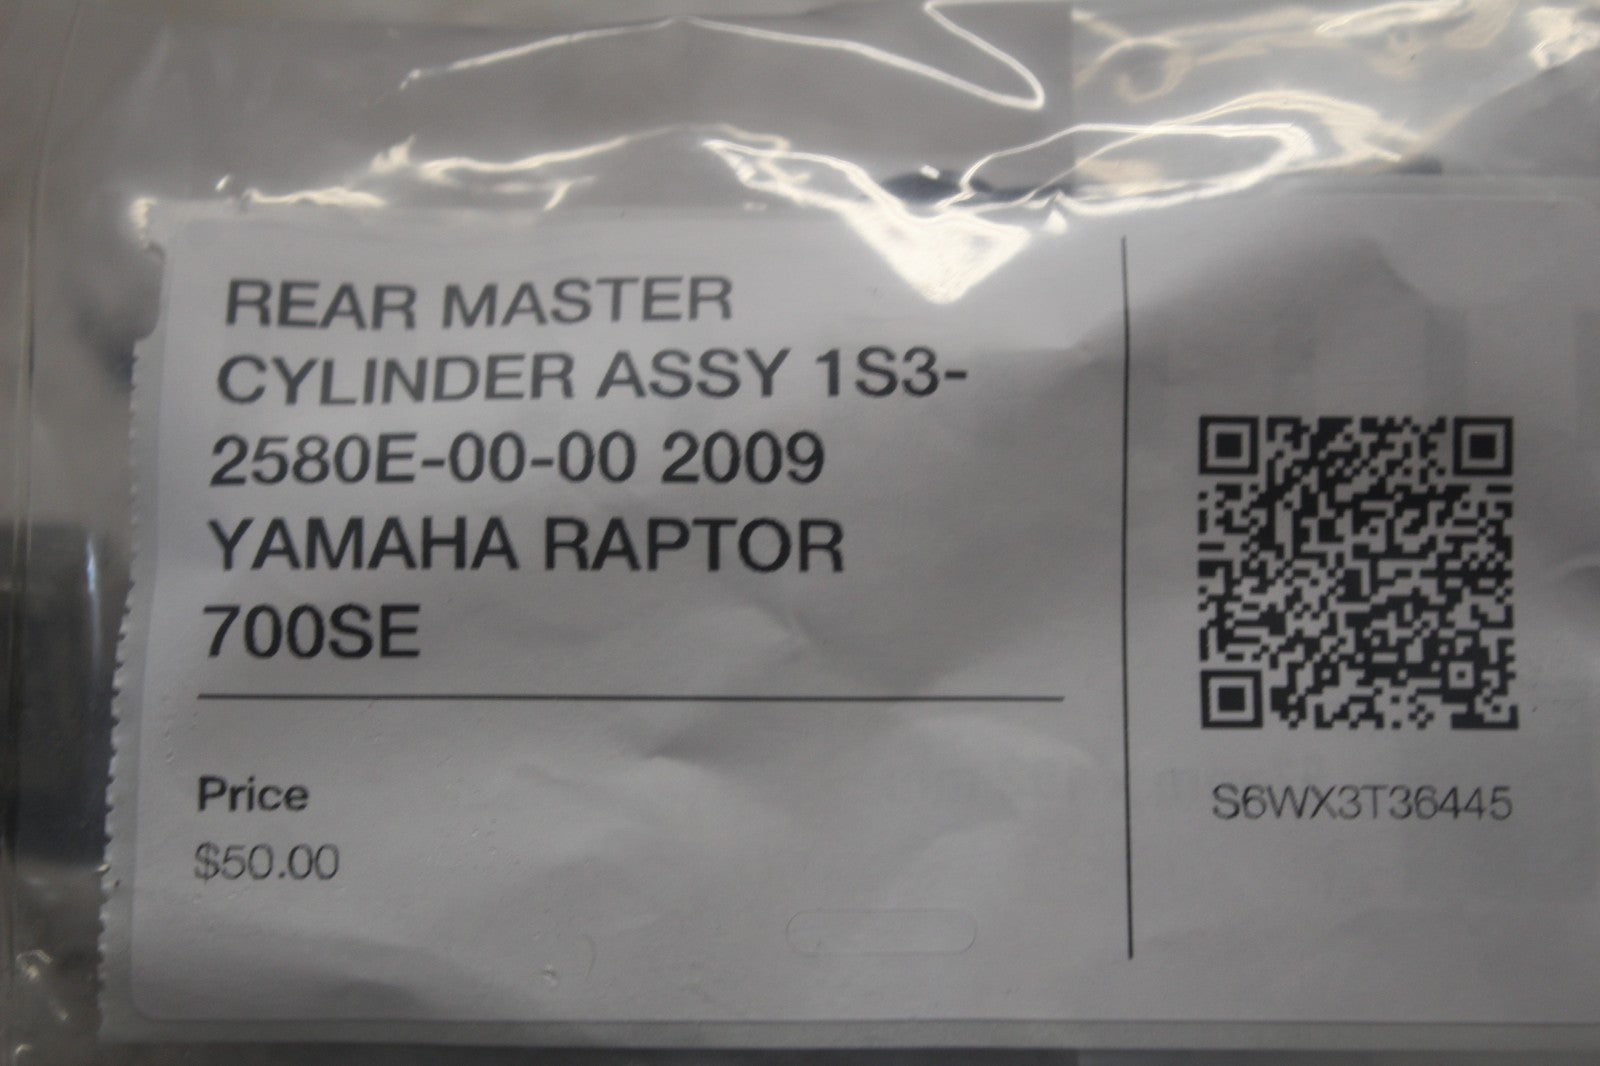 REAR MASTER
CYLINDER ASSY 1S3-
2580E-00-00 2009
YAMAHA RAPTOR
700SE
Price
$50.00
S6WX3T36445